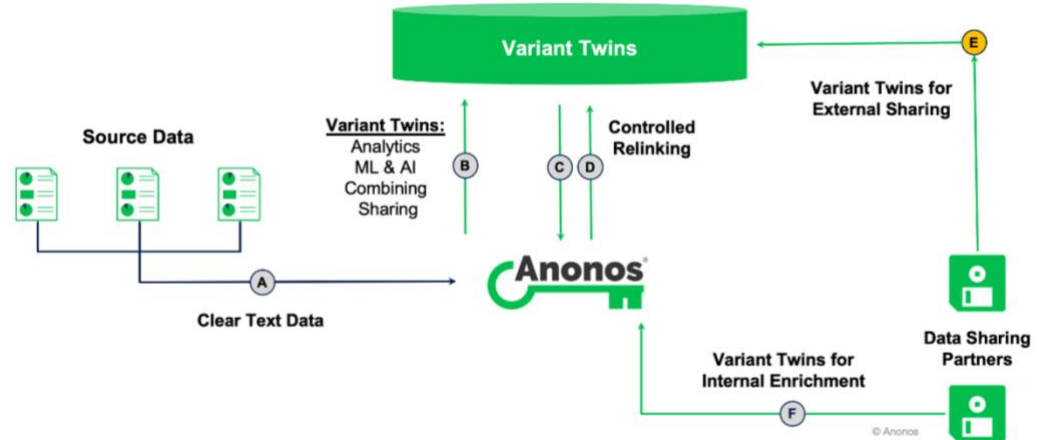 Variant Twins
E
Variant Twins for
External Sharing
Source Data
Variant Twins:
Analytics
ML & AI
Combining
Sharing
B
C
D
Controlled
Relinking
Anonos®
A
Clear Text Data
Data Sharing
Partners
Variant Twins for
Internal Enrichment
F
© Anonos